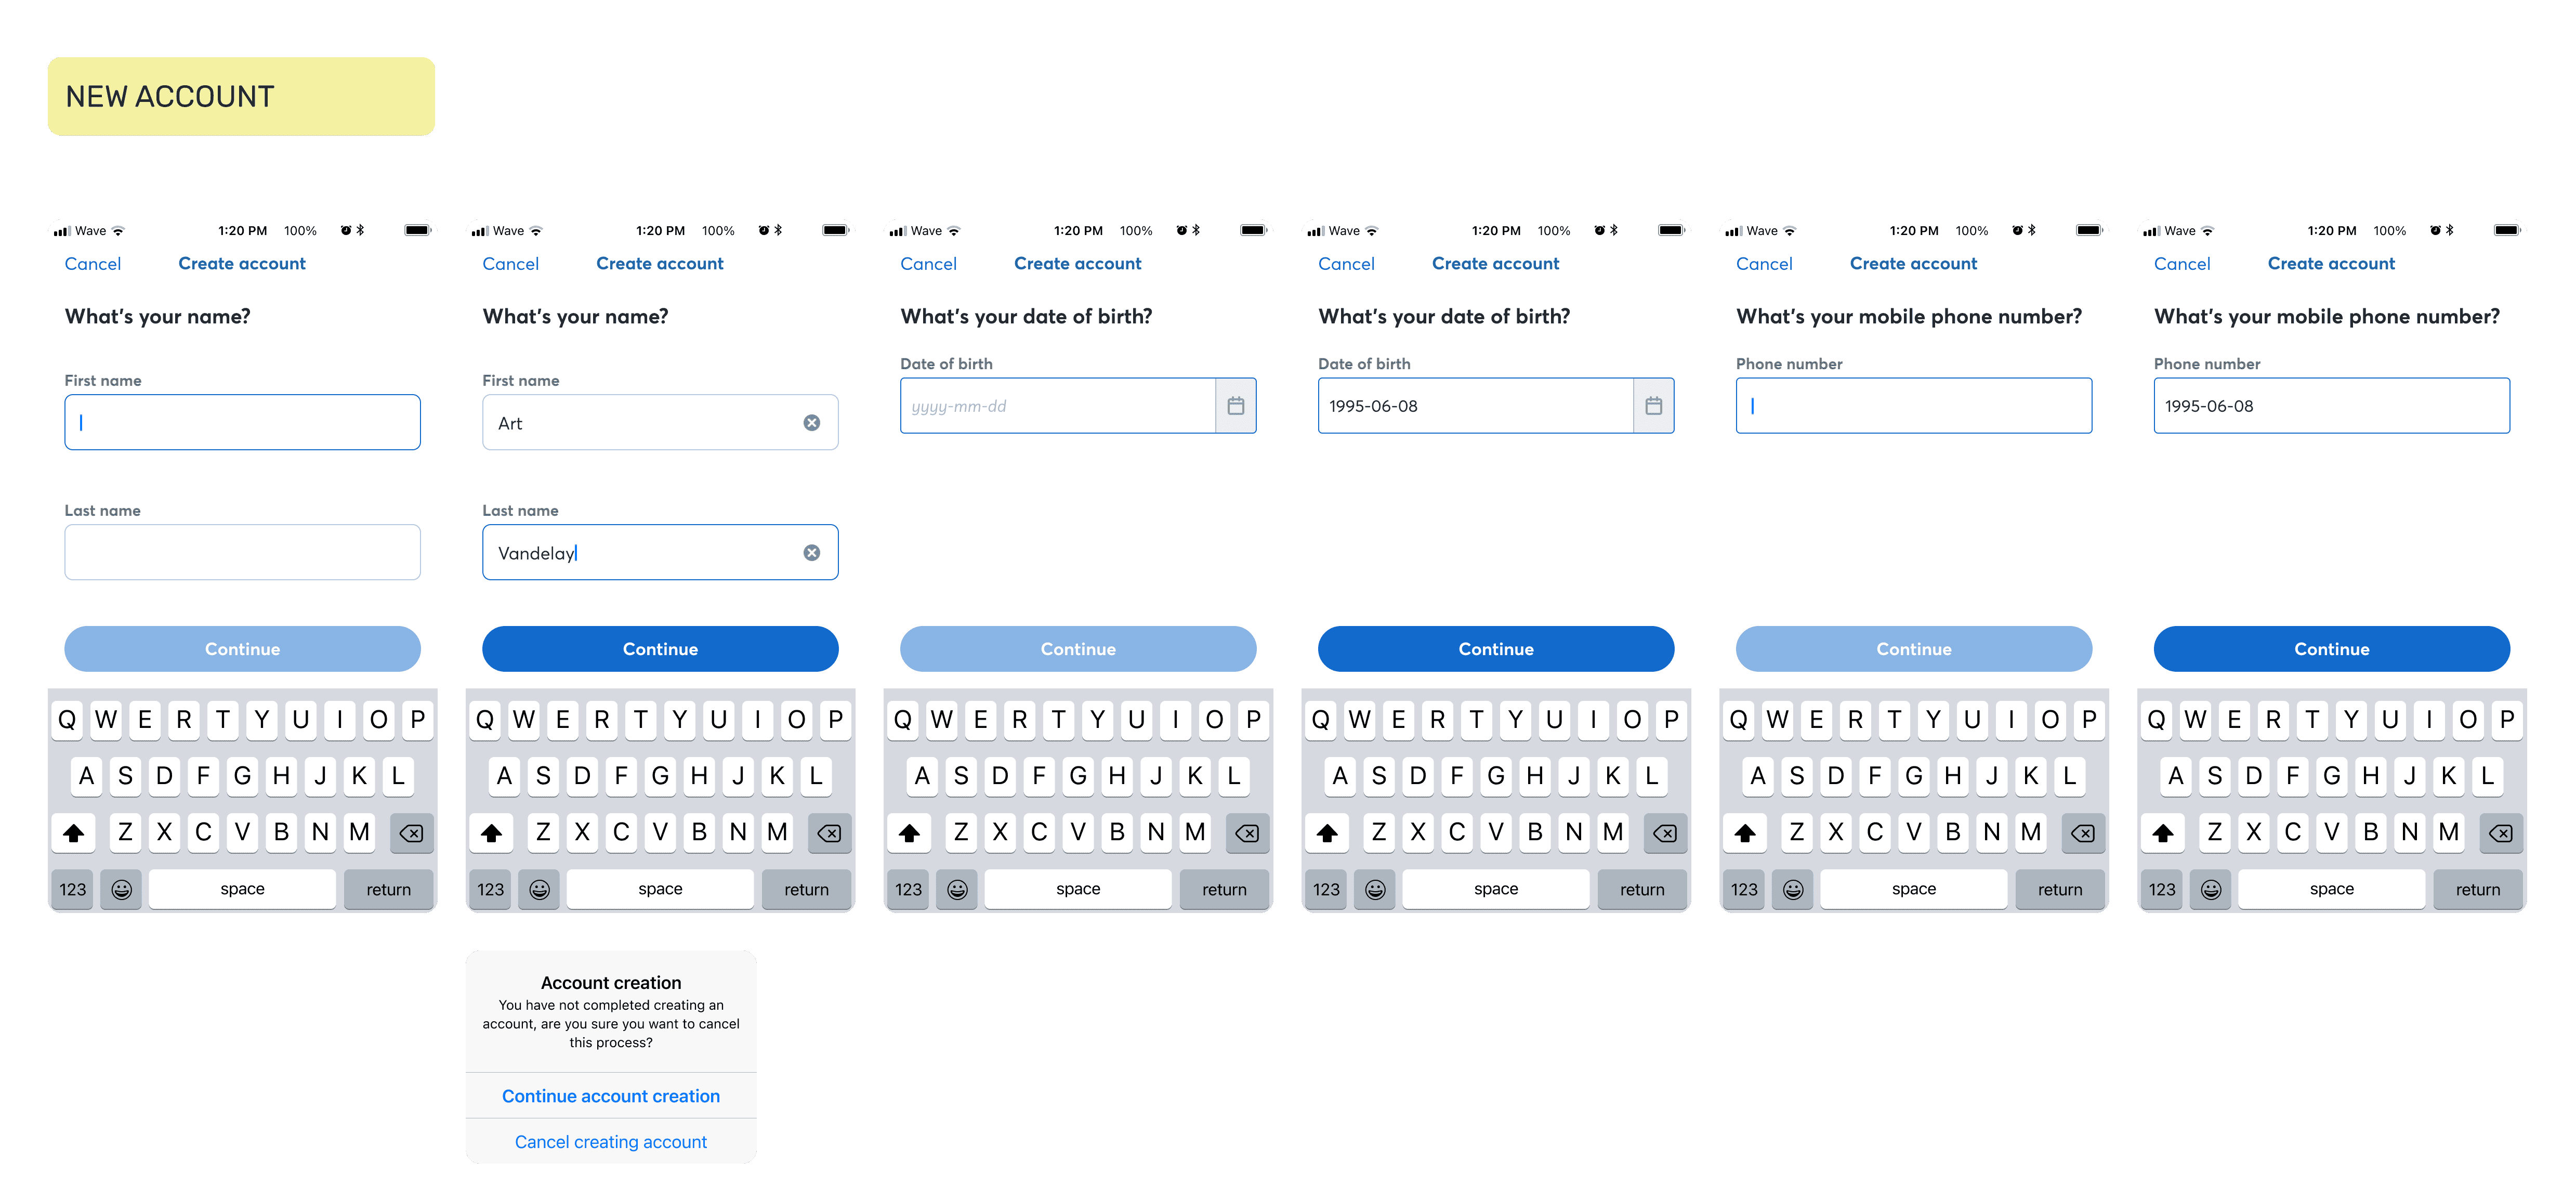 NEW ACCOUNT
Wave 1:20 PM 100%
Cancel Create account
What's your name?
First name
Last name
Continue
Q W E R T Y U I O P
A S D F G H J K L
Z X C V B N M
123 space return
Wave 1:20 PM 100%
Cancel Create account
What's your name?
First name
Art
Last name
Vandelay
Continue
Q W E R T Y U I O P
A S D F G H J K L
Z X C V B N M
123 space return
Account creation
You have not completed creating an
account, are you sure you want to cancel
this process?
Continue account creation
Cancel creating account
Wave 1:20 PM 100%
Cancel Create account
What's your date of birth?
Date of birth
yyyy-mm-dd
Continue
Q W E R T Y U I O P
A S D F G H J K L
Z X C V B N M
123 space return
Wave 1:20 PM 100%
Cancel Create account
What's your date of birth?
Date of birth
1995-06-08
Continue
Q W E R T Y U I O P
A S D F G H J K L
Z X C V B N M
123 space return
Wave 1:20 PM 100%
Cancel Create account
What's your mobile phone number?
Phone number
Continue
Q W E R T Y U I O P
A S D F G H J K L
Z X C V B N M
123 space return
Wave 1:20 PM 100%
Cancel Create account
What's your mobile phone number?
Phone number
1995-06-08
Continue
Q W E R T Y U I O P
A S D F G H J K L
Z X C V B N M
123 space return